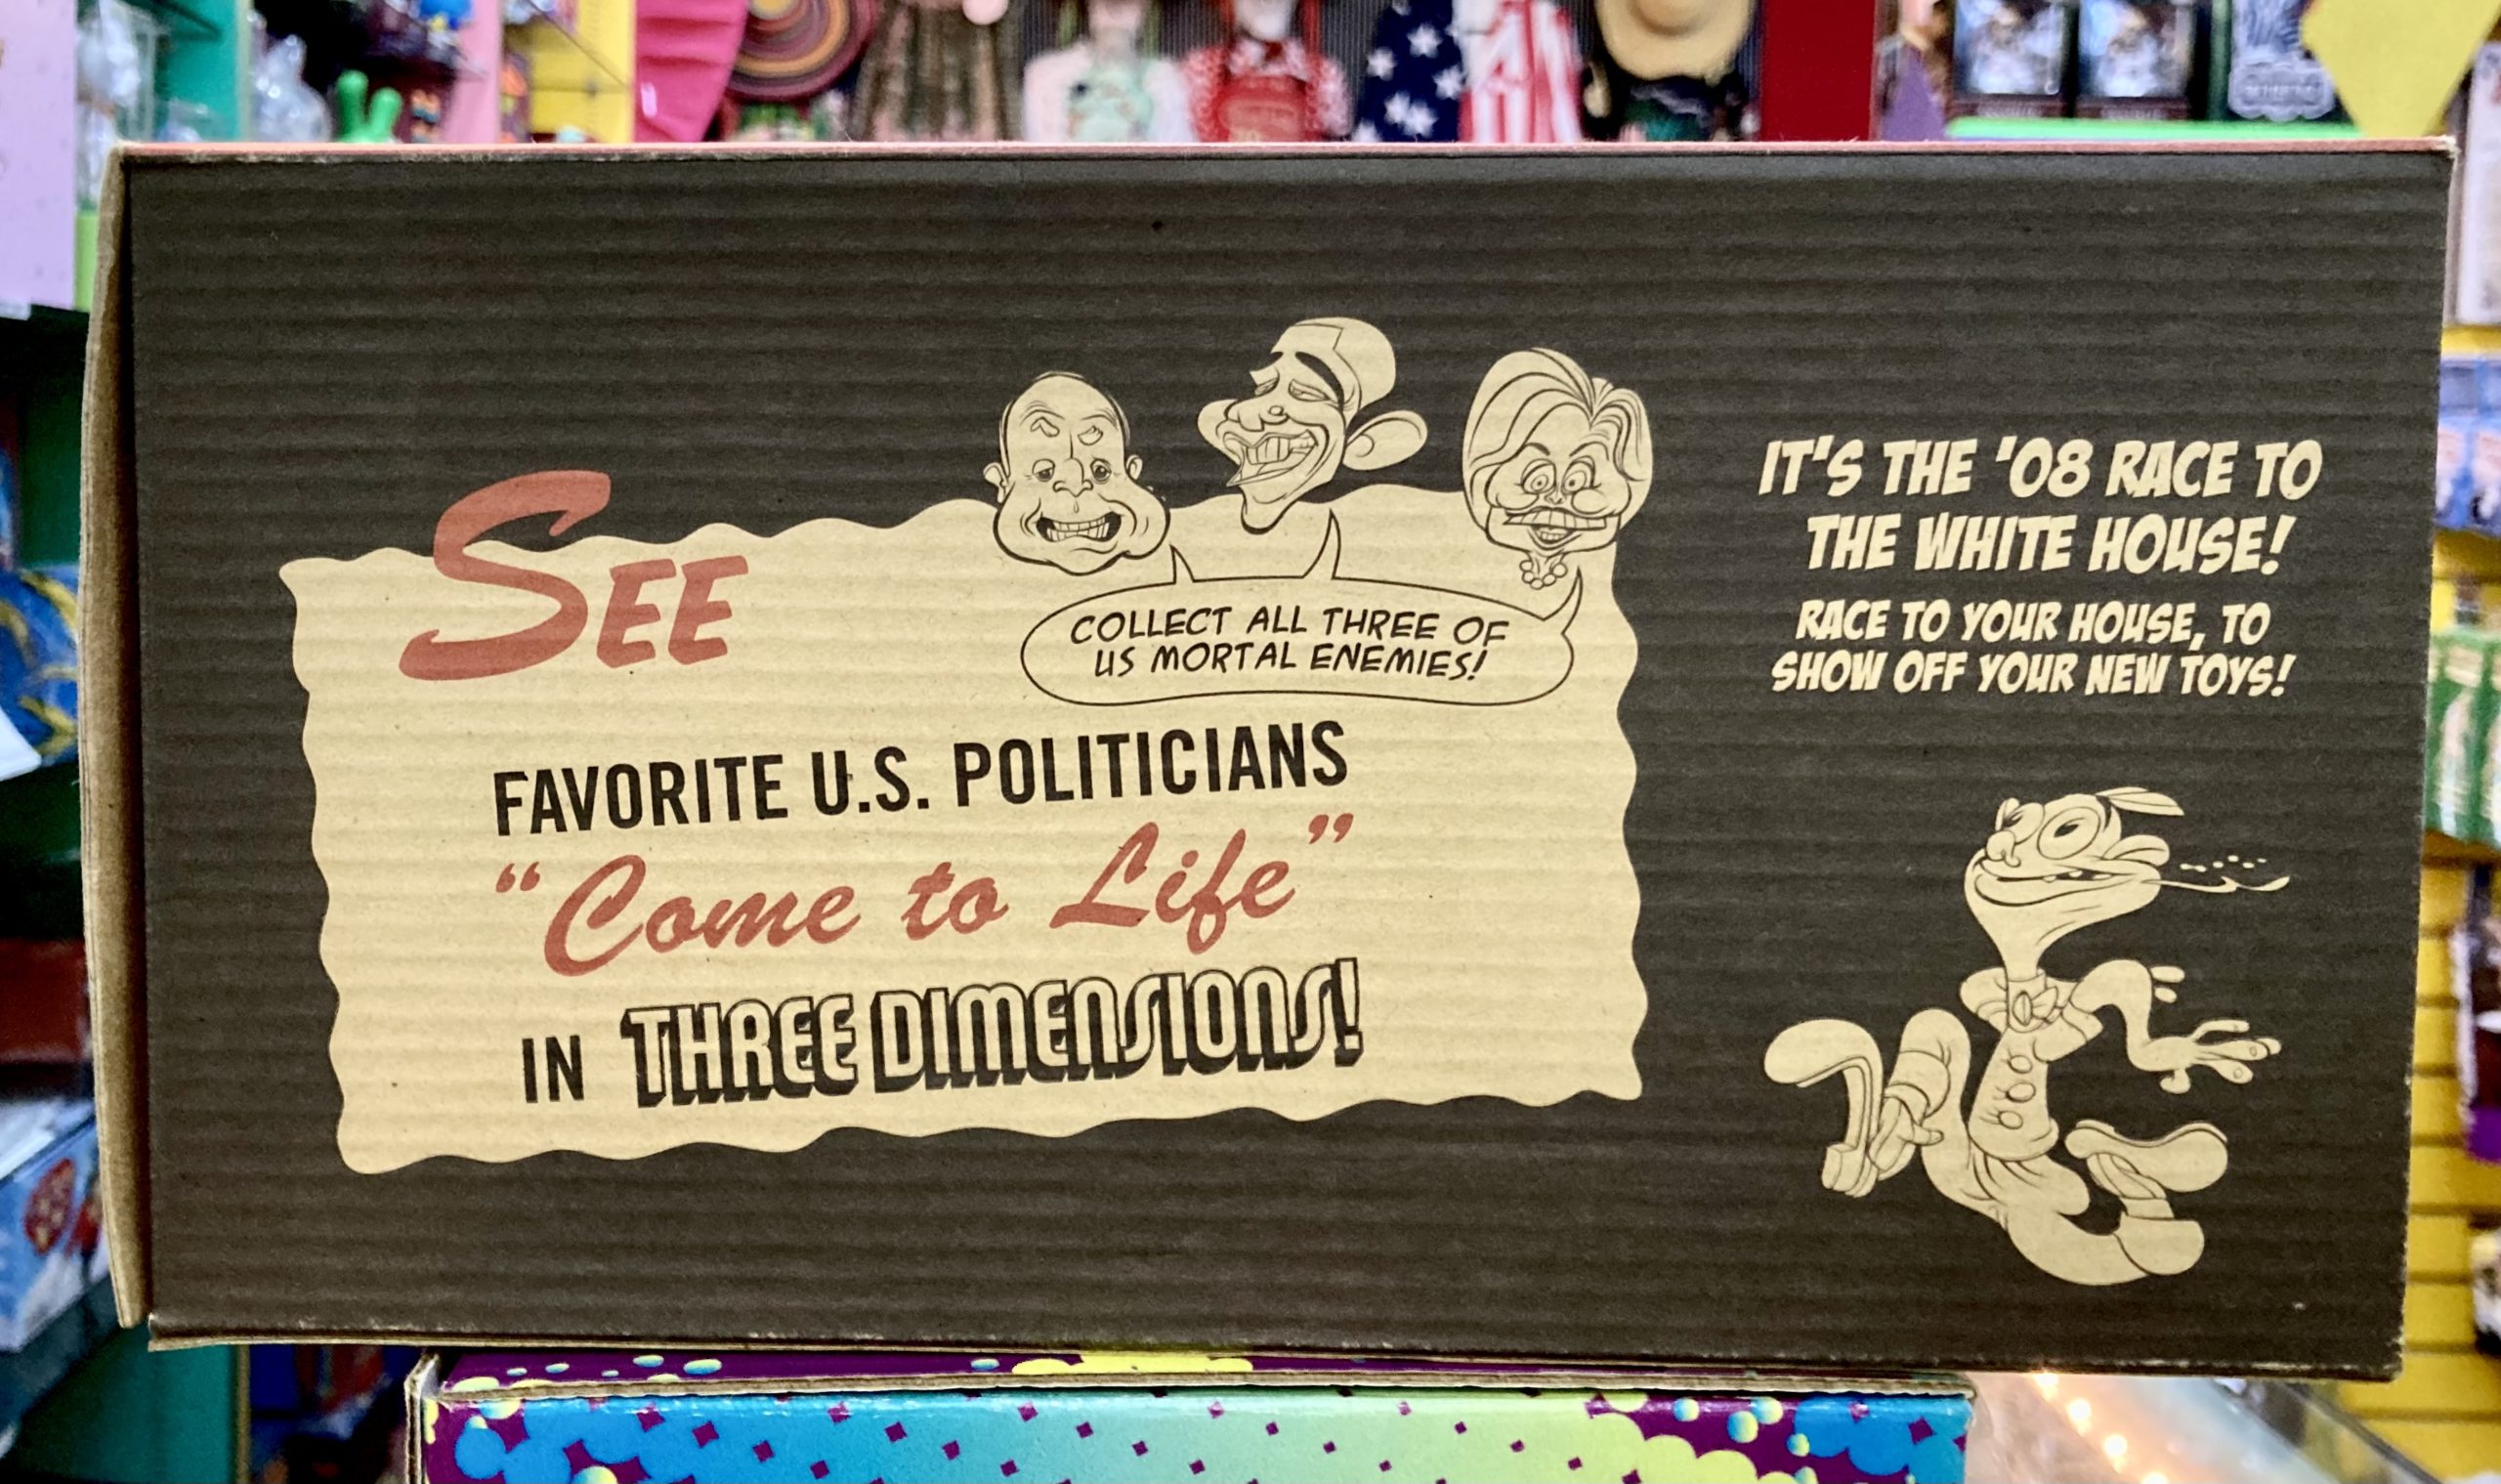 SEE
COLLECT ALL THREE OF
US MORTAL ENEMIES!
FAVORITE U.S. POLITICIANS
"Come to Life"
IN THREE DIMENSIONS!
IT'S THE '08 RACE TO
THE WHITE HOUSE!
RACE TO YOUR HOUSE, TO
SHOW OFF YOUR NEW TOYS!